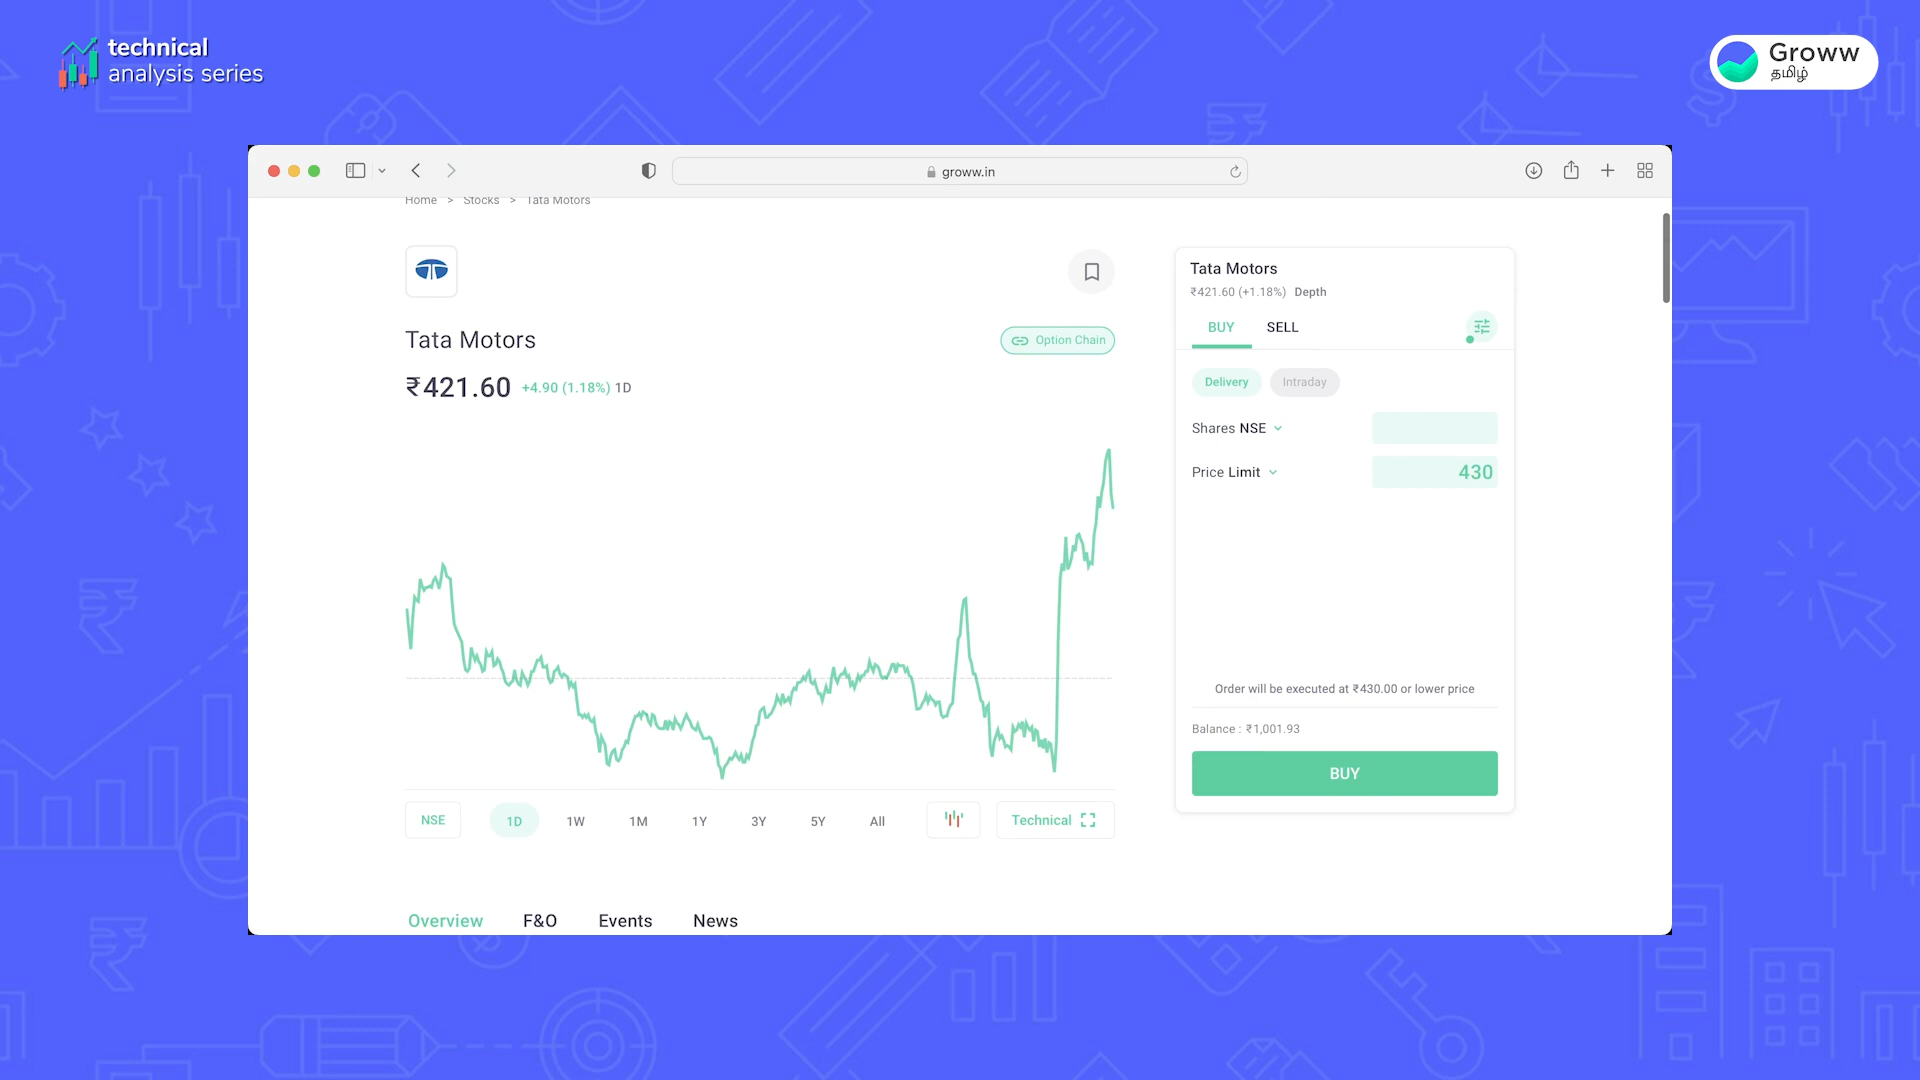 technical
analysis series
Groww
தமிழ்
groww.in
Home > Stocks > Tata Motors
Tata Motors
Option Chain
₹421.60 +4.90 (1.18%) 1D
NSE 1D 1W 1M 1Y 3Y 5Y All Technical
Overview F&O Events News
Tata Motors
₹421.60 (+1.18%) Depth
BUY SELL
Delivery Intraday
Shares NSE
Price Limit 430
Order will be executed at ₹430.00 or lower price
Balance : ₹1,001.93
BUY